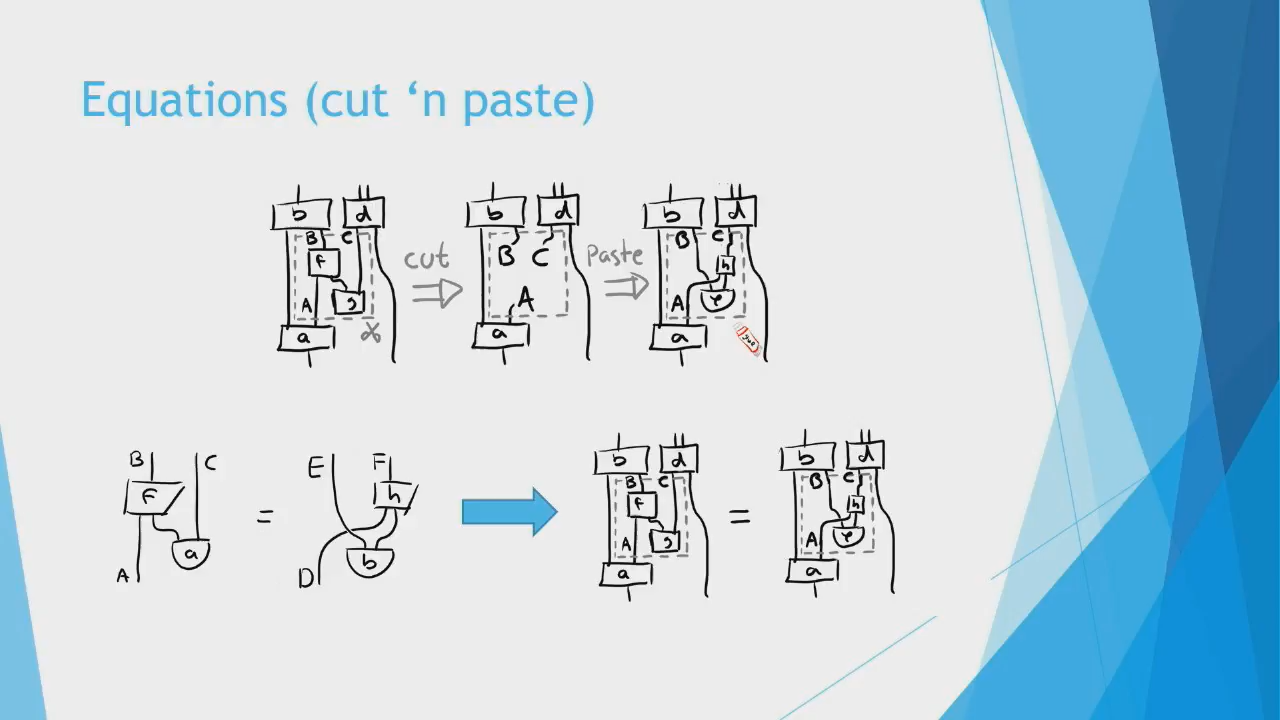 Equations (cut ‘n paste)
b d b d b d
B C cut B C Paste B C
f h
A g A A e
a a a
B C E F b d b d
f h B C B C
= f = h
a b A g A e
A D a a